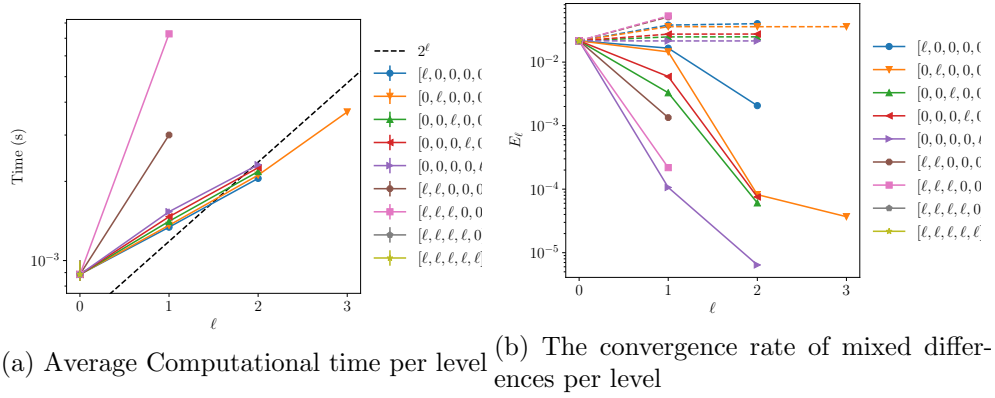 Time (s)
10⁻³
0
1
2
3
ℓ
2^ℓ
[ℓ, 0, 0, 0, 0
[0, ℓ, 0, 0, 0
[0, 0, ℓ, 0, 0
[0, 0, 0, ℓ, 0
[0, 0, 0, 0, ℓ
[ℓ, ℓ, 0, 0, 0
[ℓ, ℓ, ℓ, 0, 0
[ℓ, ℓ, ℓ, ℓ, 0
[ℓ, ℓ, ℓ, ℓ, ℓ]
(a) Average Computational time per level
E_ℓ
10⁻²
10⁻³
10⁻⁴
10⁻⁵
0
1
2
3
ℓ
[ℓ, 0, 0, 0, 0
[0, ℓ, 0, 0, 0
[0, 0, ℓ, 0, 0
[0, 0, 0, ℓ, 0
[0, 0, 0, 0, ℓ
[ℓ, ℓ, 0, 0, 0
[ℓ, ℓ, ℓ, 0, 0
[ℓ, ℓ, ℓ, ℓ, 0
[ℓ, ℓ, ℓ, ℓ, ℓ]
(b) The convergence rate of mixed differ-
ences per level